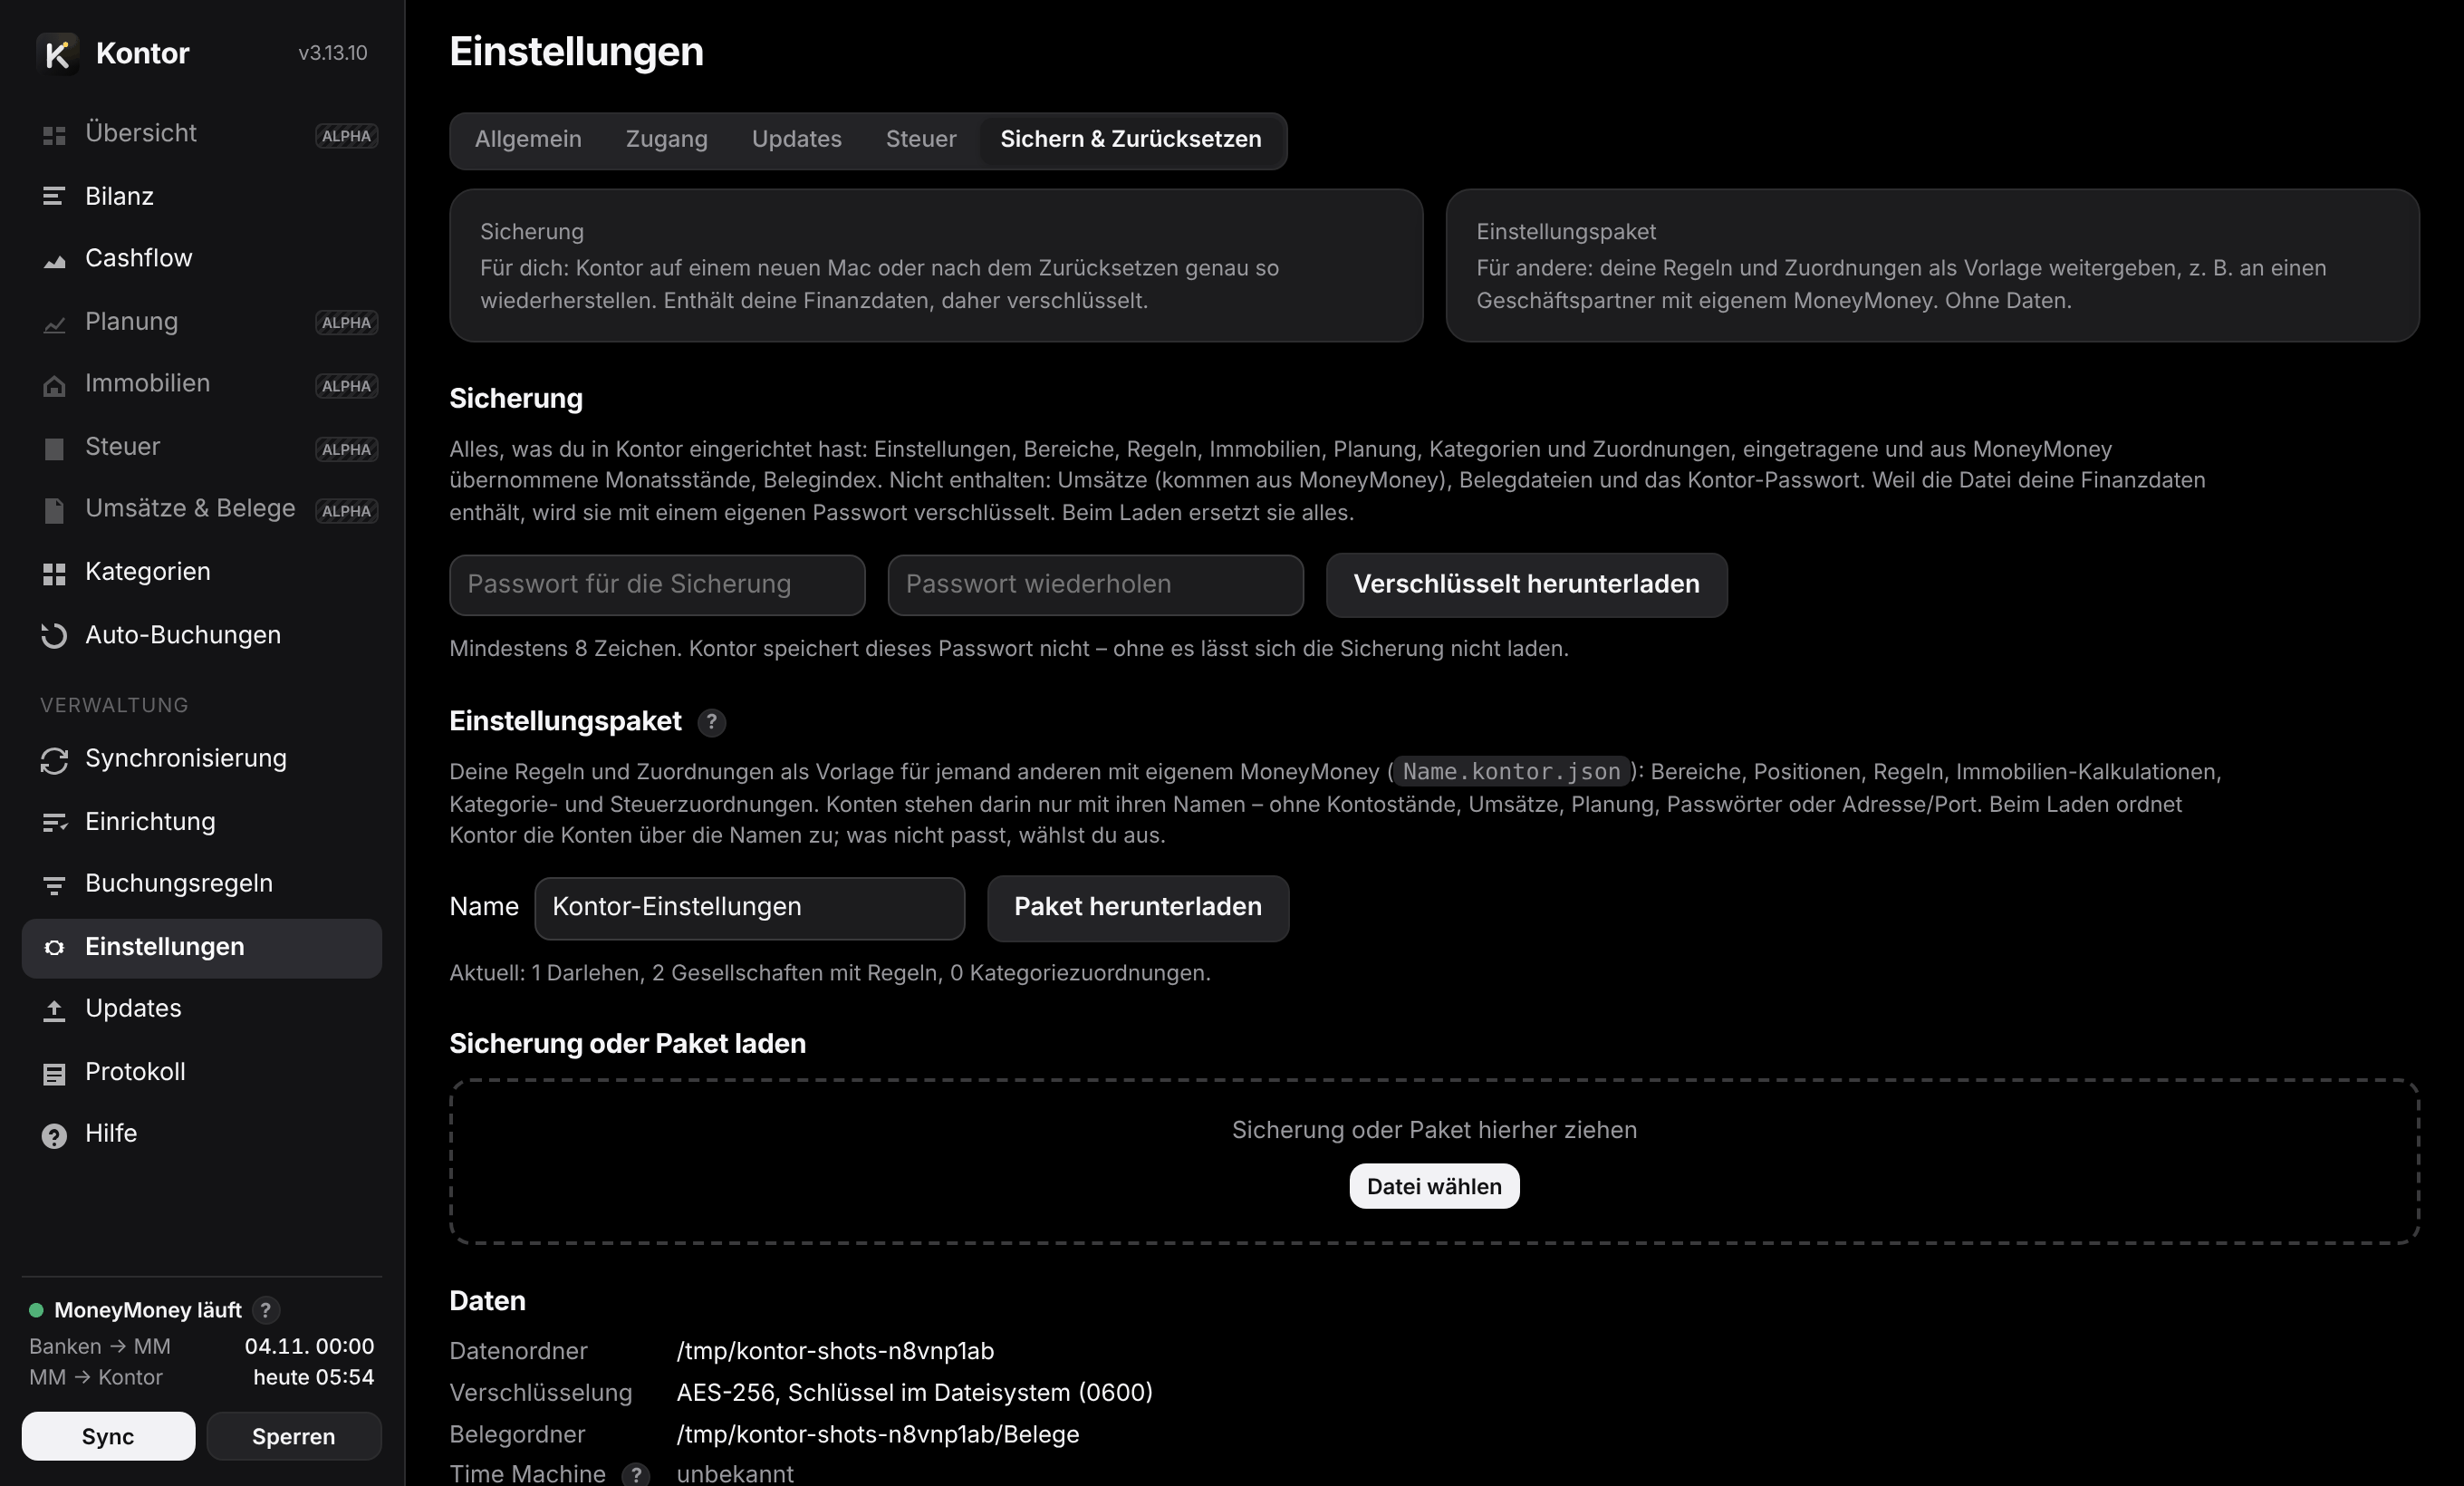 Kontor v3.13.10
Übersicht ALPHA
Bilanz
Cashflow
Planung ALPHA
Immobilien ALPHA
Steuer ALPHA
Umsätze & Belege ALPHA
Kategorien
Auto-Buchungen
VERWALTUNG
Synchronisierung
Einrichtung
Buchungsregeln
Einstellungen
Updates
Protokoll
Hilfe
MoneyMoney läuft ?
Banken → MM 04.11. 00:00
MM → Kontor heute 05:54
Sync Sperren
Einstellungen
Allgemein Zugang Updates Steuer Sichern & Zurücksetzen
Sicherung
Für dich: Kontor auf einem neuen Mac oder nach dem Zurücksetzen genau so
wiederherstellen. Enthält deine Finanzdaten, daher verschlüsselt.
Einstellungspaket
Für andere: deine Regeln und Zuordnungen als Vorlage weitergeben, z. B. an einen
Geschäftspartner mit eigenem MoneyMoney. Ohne Daten.
Sicherung
Alles, was du in Kontor eingerichtet hast: Einstellungen, Bereiche, Regeln, Immobilien, Planung, Kategorien und Zuordnungen, eingetragene und aus MoneyMoney
übernommene Monatsstände, Belegindex. Nicht enthalten: Umsätze (kommen aus MoneyMoney), Belegdateien und das Kontor-Passwort. Weil die Datei deine Finanzdaten
enthält, wird sie mit einem eigenen Passwort verschlüsselt. Beim Laden ersetzt sie alles.
Passwort für die Sicherung Passwort wiederholen Verschlüsselt herunterladen
Mindestens 8 Zeichen. Kontor speichert dieses Passwort nicht – ohne es lässt sich die Sicherung nicht laden.
Einstellungspaket ?
Deine Regeln und Zuordnungen als Vorlage für jemand anderen mit eigenem MoneyMoney (Name.kontor.json): Bereiche, Positionen, Regeln, Immobilien-Kalkulationen,
Kategorie- und Steuerzuordnungen. Konten stehen darin nur mit ihren Namen – ohne Kontostände, Umsätze, Planung, Passwörter oder Adresse/Port. Beim Laden ordnet
Kontor die Konten über die Namen zu; was nicht passt, wählst du aus.
Name Kontor-Einstellungen Paket herunterladen
Aktuell: 1 Darlehen, 2 Gesellschaften mit Regeln, 0 Kategoriezuordnungen.
Sicherung oder Paket laden
Sicherung oder Paket hierher ziehen
Datei wählen
Daten
Datenordner /tmp/kontor-shots-n8vnp1ab
Verschlüsselung AES-256, Schlüssel im Dateisystem (0600)
Belegordner /tmp/kontor-shots-n8vnp1ab/Belege
Time Machine ? unbekannt